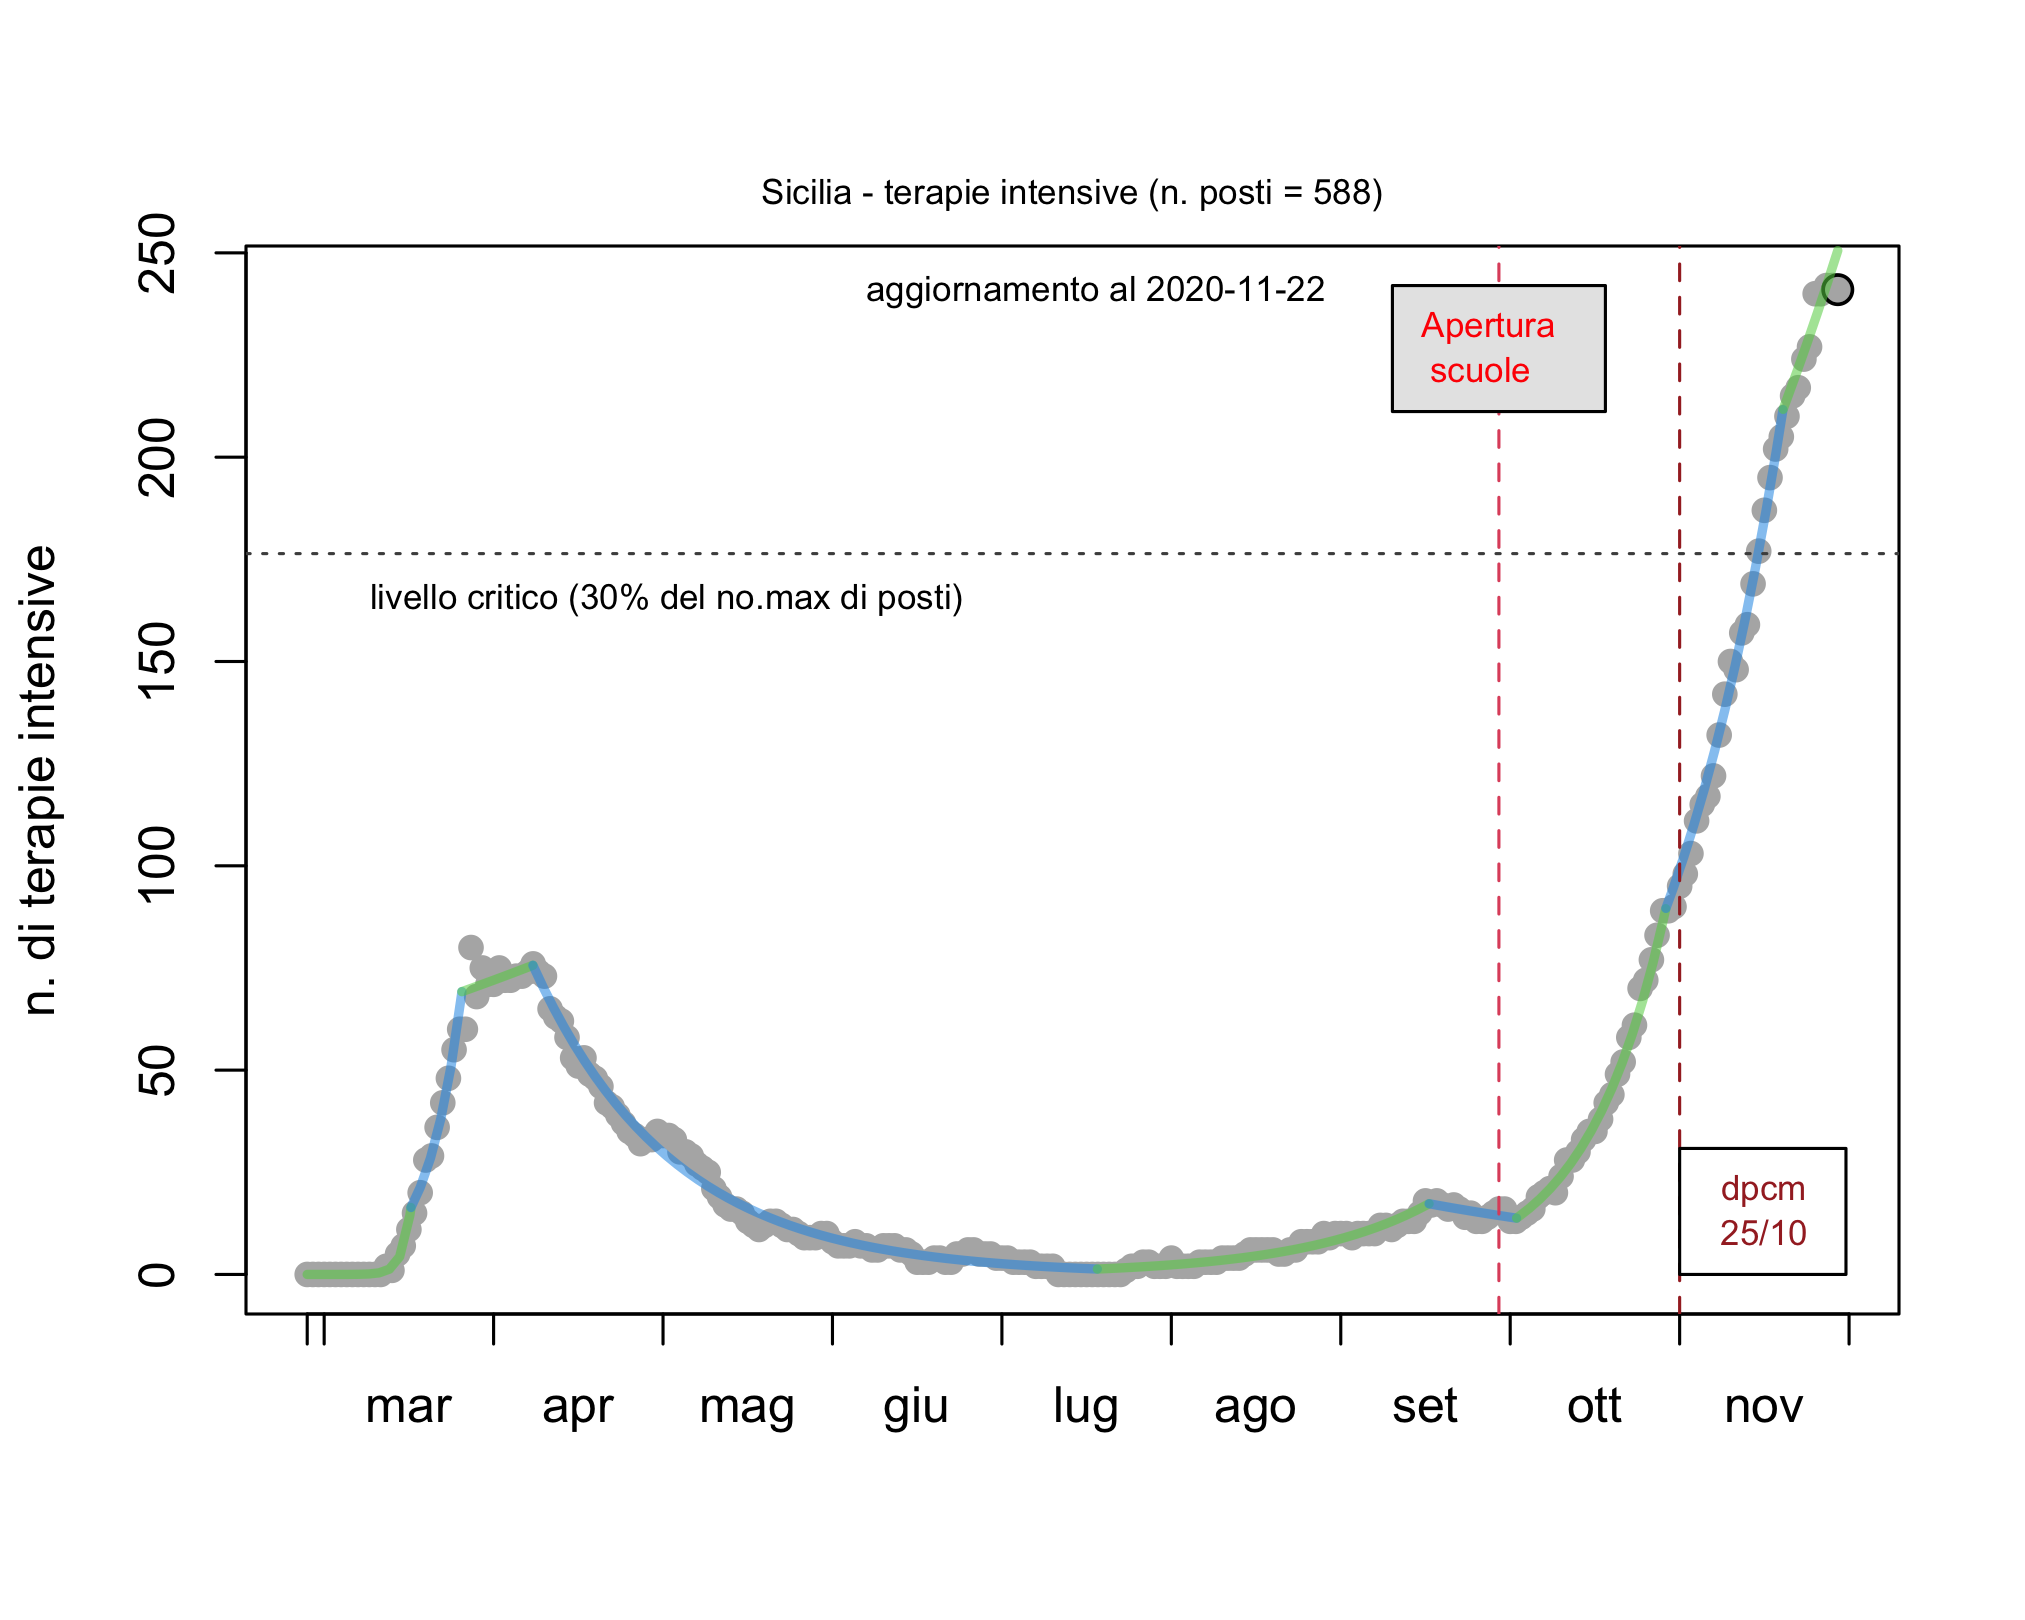 Sicilia - terapie intensive (n. posti = 588)
aggiornamento al 2020-11-22
Apertura
scuole
livello critico (30% del no.max di posti)
dpcm
25/10
n. di terapie intensive
250
200
150
100
50
0
mar apr mag giu lug ago set ott nov